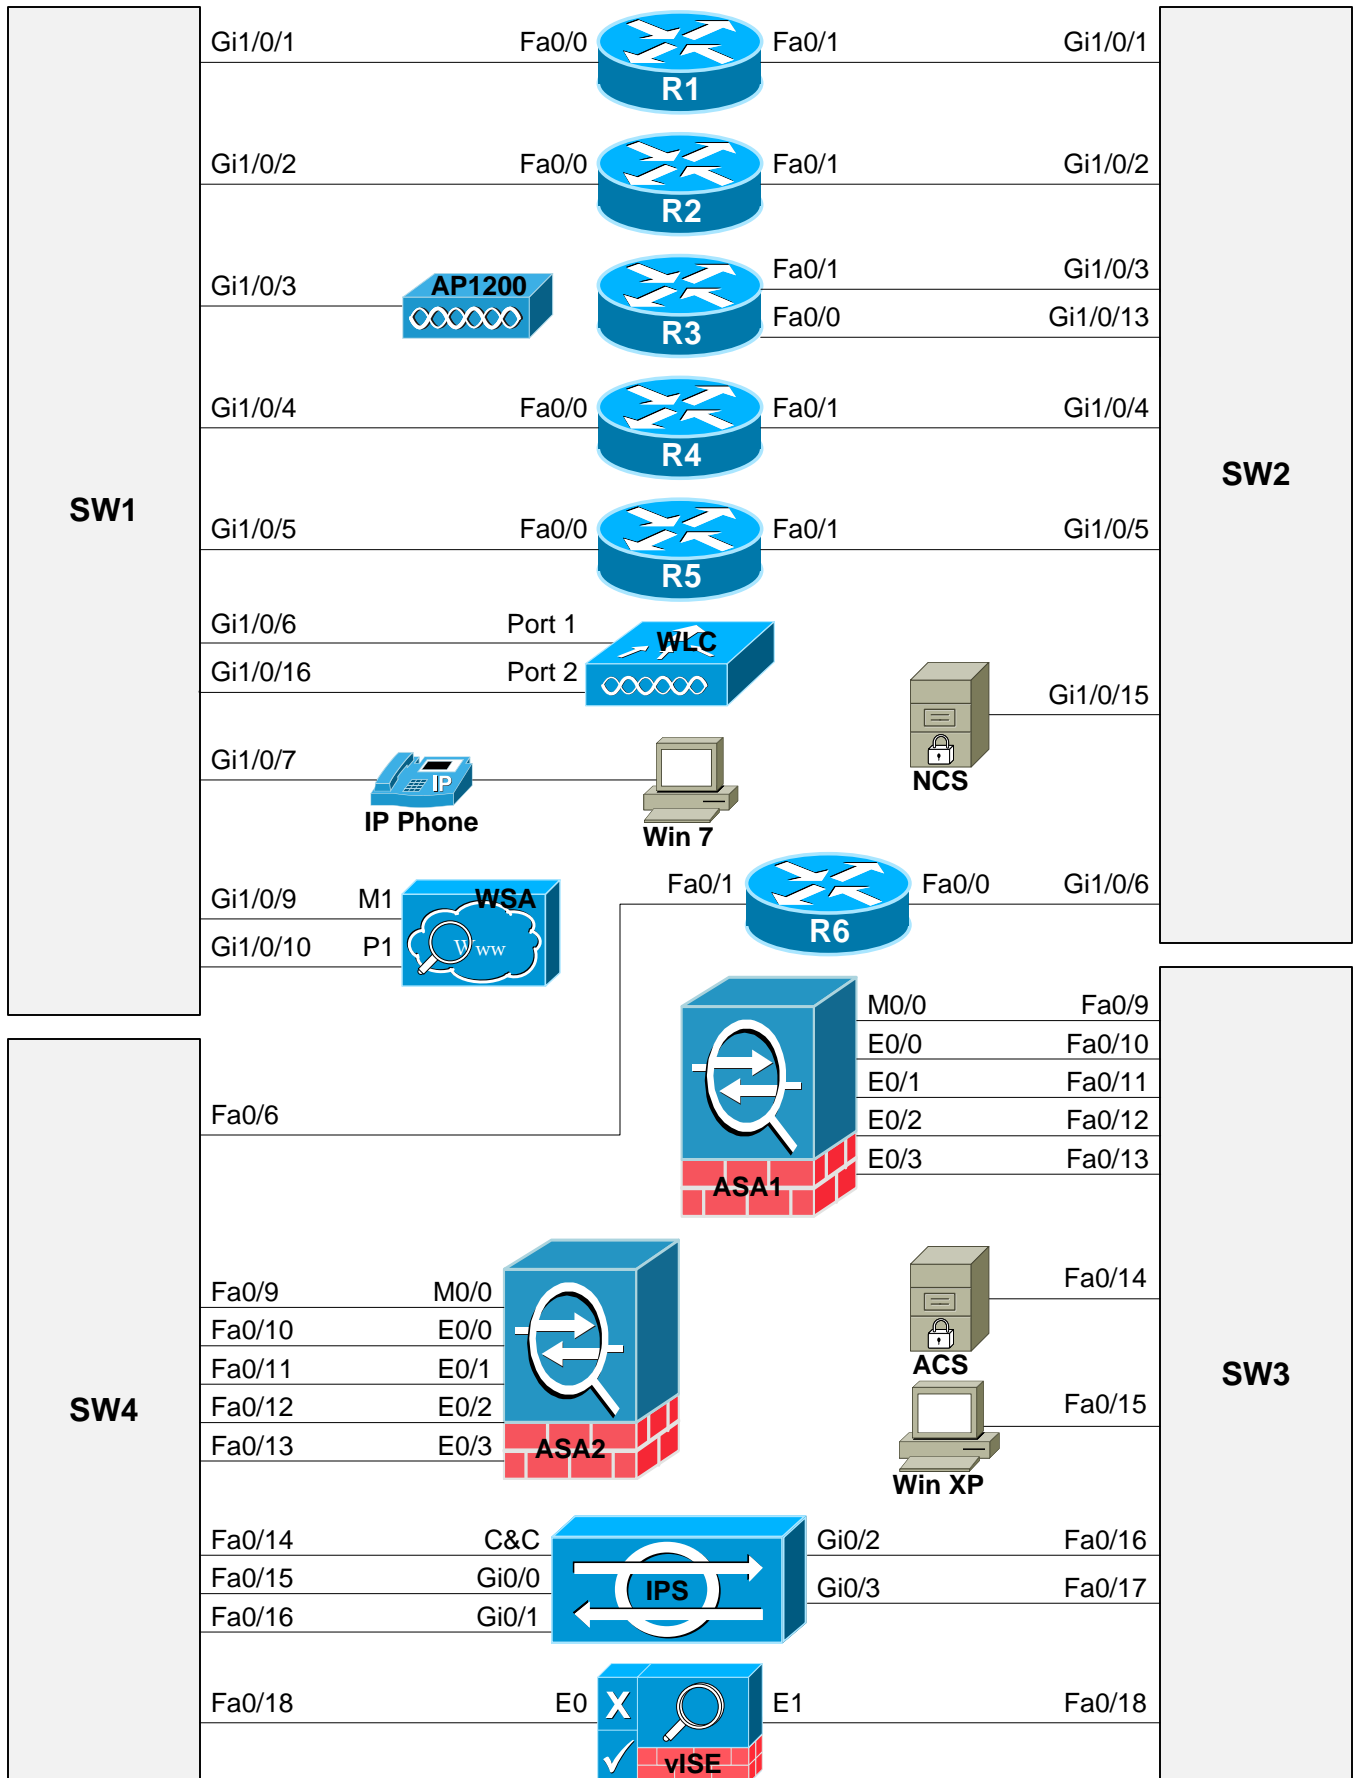 Gi1/0/1 Fa0/0 Fa0/1 Gi1/0/1
R1
Gi1/0/2 Fa0/0 Fa0/1 Gi1/0/2
R2
Gi1/0/3 AP1200 Fa0/1 Gi1/0/3
R3 Fa0/0 Gi1/0/13
Gi1/0/4 Fa0/0 Fa0/1 Gi1/0/4
R4
SW1 SW2
Gi1/0/5 Fa0/0 Fa0/1 Gi1/0/5
R5
Gi1/0/6 Port 1 WLC
Gi1/0/16 Port 2
Gi1/0/15
NCS
Gi1/0/7 IP
IP Phone Win 7
Fa0/1 Fa0/0 Gi1/0/6
R6
Gi1/0/9 M1 WSA
Gi1/0/10 P1 Www
M0/0 Fa0/9
E0/0 Fa0/10
E0/1 Fa0/11
E0/2 Fa0/12
E0/3 Fa0/13
ASA1
Fa0/6
Fa0/14
ACS
Fa0/9 M0/0
Fa0/10 E0/0
Fa0/11 E0/1
Fa0/12 E0/2
Fa0/13 E0/3
ASA2
SW4 SW3
Fa0/15
Win XP
Fa0/14 C&C Gi0/2 Fa0/16
Fa0/15 Gi0/0 IPS Gi0/3 Fa0/17
Fa0/16 Gi0/1
Fa0/18 E0 X E1 Fa0/18
vISE